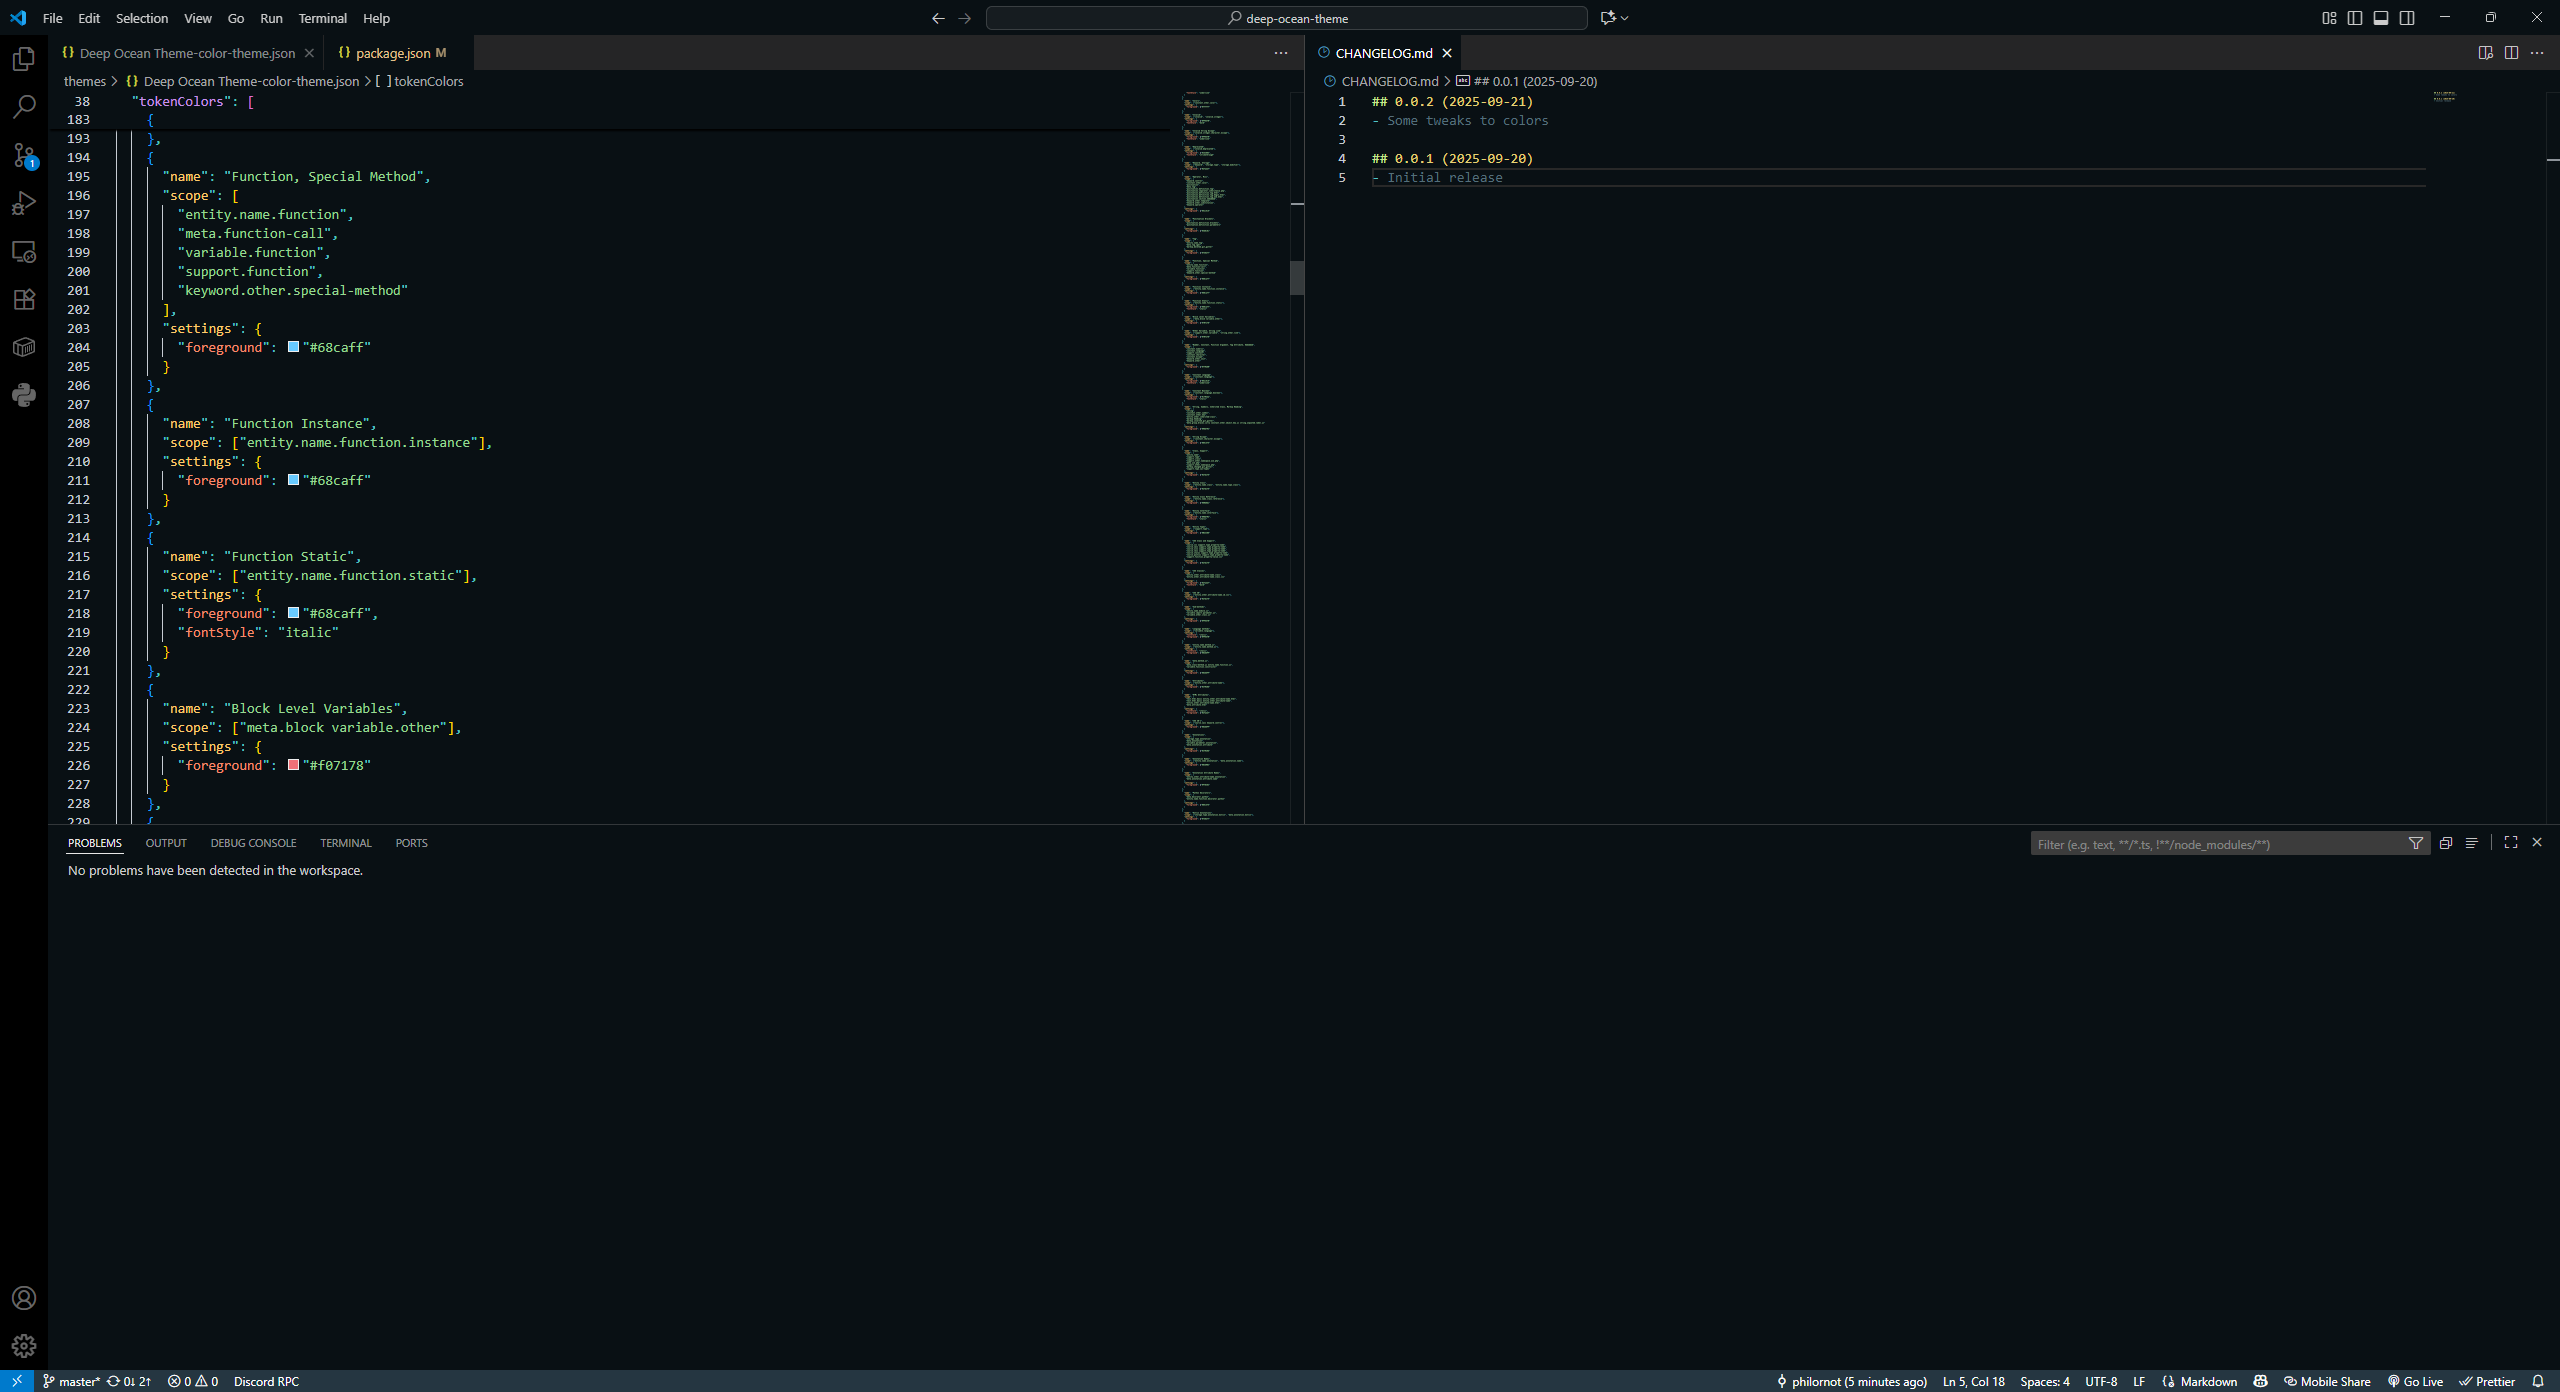 File Edit Selection View Go Run Terminal Help
deep-ocean-theme
Deep Ocean Theme-color-theme.json
package.json M
themes > Deep Ocean Theme-color-theme.json > [ ] tokenColors
38 "tokenColors": [
183 {
193 },
194 {
195 "name": "Function, Special Method",
196 "scope": [
197 "entity.name.function",
198 "meta.function-call",
199 "variable.function",
200 "support.function",
201 "keyword.other.special-method"
202 ],
203 "settings": {
204 "foreground": "#68caff"
205 }
206 },
207 {
208 "name": "Function Instance",
209 "scope": ["entity.name.function.instance"],
210 "settings": {
211 "foreground": "#68caff"
212 }
213 },
214 {
215 "name": "Function Static",
216 "scope": ["entity.name.function.static"],
217 "settings": {
218 "foreground": "#68caff",
219 "fontStyle": "italic"
220 }
221 },
222 {
223 "name": "Block Level Variables",
224 "scope": ["meta.block variable.other"],
225 "settings": {
226 "foreground": "#f07178"
227 }
228 },
229 {
CHANGELOG.md
CHANGELOG.md > ## 0.0.1 (2025-09-20)
1 ## 0.0.2 (2025-09-21)
2 - Some tweaks to colors
3
4 ## 0.0.1 (2025-09-20)
5 - Initial release
PROBLEMS OUTPUT DEBUG CONSOLE TERMINAL PORTS
Filter (e.g. text, **/*.ts, !**/node_modules/**)
No problems have been detected in the workspace.
1
master* 0↓ 2↑ 0 0 Discord RPC
philornot (5 minutes ago) Ln 5, Col 18 Spaces: 4 UTF-8 LF Markdown Mobile Share Go Live Prettier